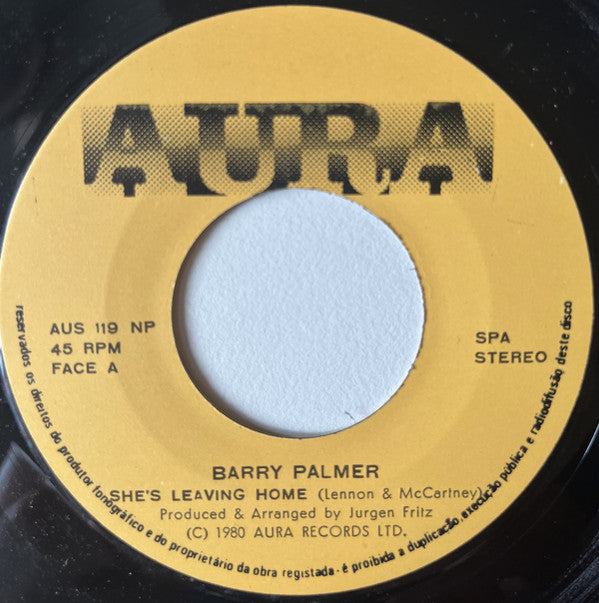 AURA
AUS 119 NP
45 RPM
FACE A
SPA
STEREO
BARRY PALMER
SHE'S LEAVING HOME (Lennon & McCartney)
Produced & Arranged by Jurgen Fritz
(C) 1980 AURA RECORDS LTD.
reservados os direitos do produtor fonográfico e do proprietário da obra registada - é proibida a duplicação execução pública e radiodifusão deste disco